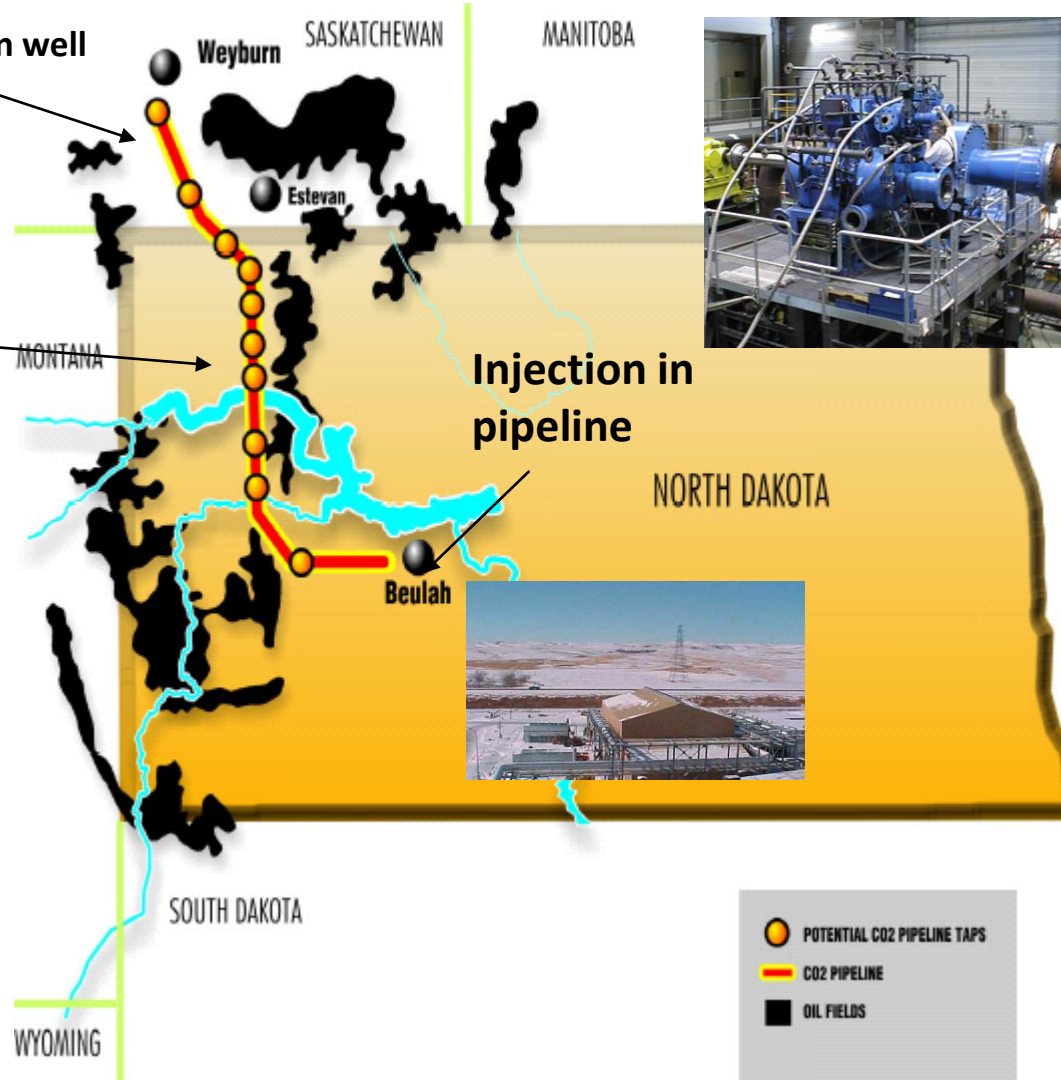 n well
SASKATCHEWAN
MANITOBA
Weyburn
Estevan
MONTANA
Injection in
pipeline
NORTH DAKOTA
Beulah
SOUTH DAKOTA
WYOMING
POTENTIAL CO2 PIPELINE TAPS
CO2 PIPELINE
OIL FIELDS